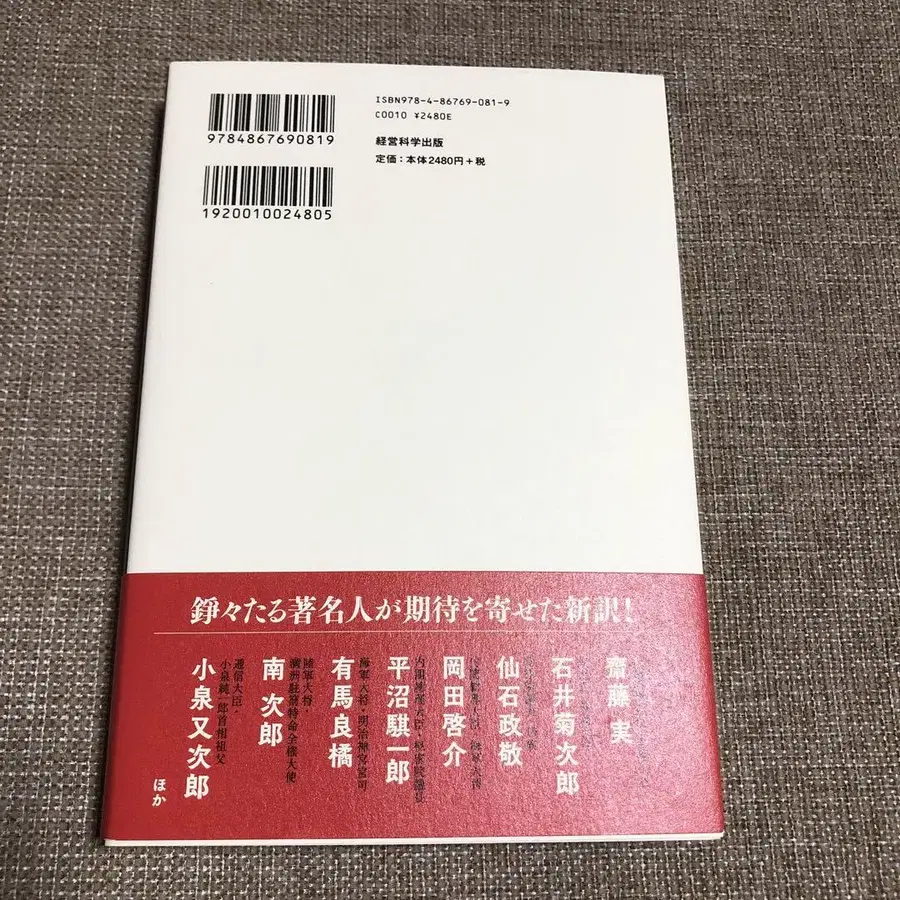 9784867690819
1920010024805
ISBN978-4-86769-081-9
C0010 ¥2480E
経営科学出版
定価：本体2480円＋税
錚々たる著名人が期待を寄せた新訳！
齋藤実
石井菊次郎
仙石政敬
岡田啓介
平沼騏一郎
海軍大将・明治神宮宮司
有馬良橘
陸軍大将・
満洲駐箚特命全権大使
南次郎
逓信大臣・
小泉純一郎首相祖父
小泉又次郎
ほか